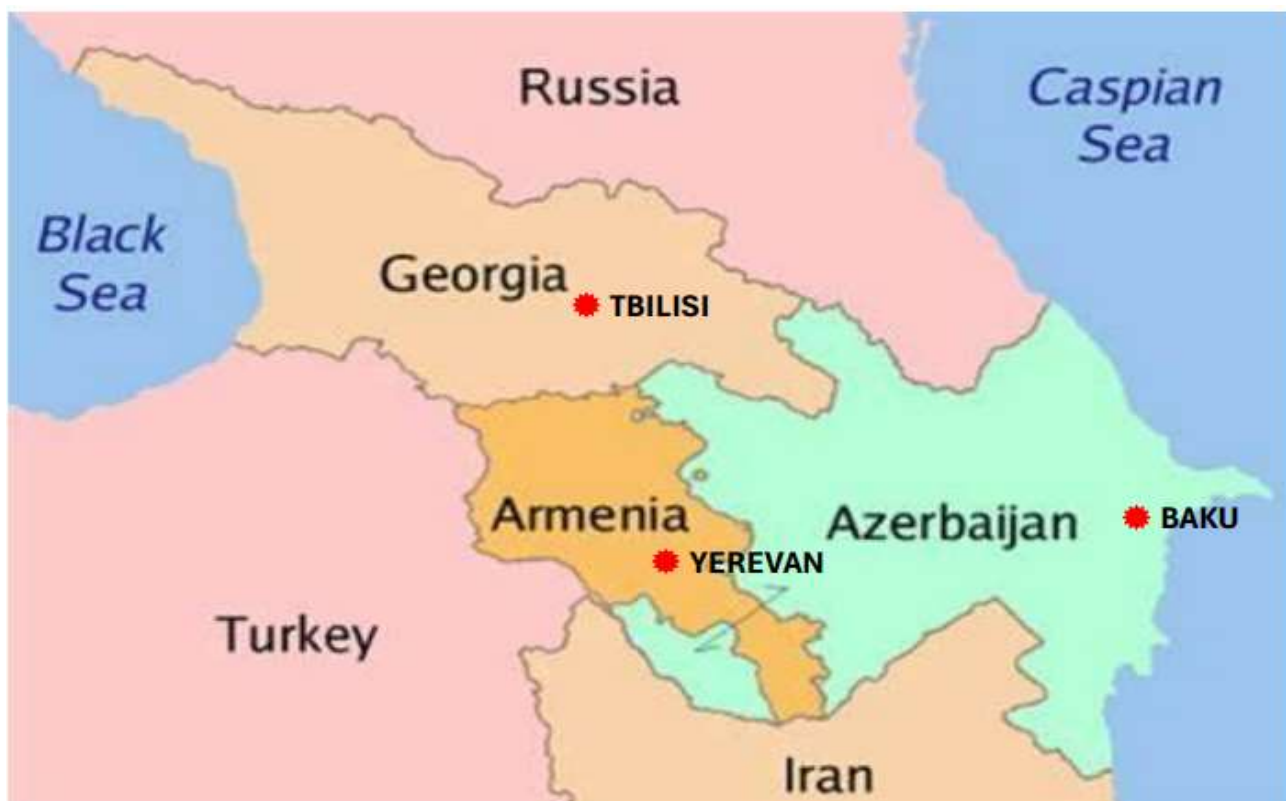 Russia
Caspian
Sea
Black
Sea
Georgia
TBILISI
Armenia
Azerbaijan
BAKU
YEREVAN
Turkey
Iran